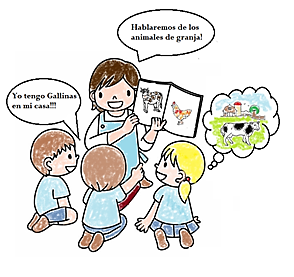 Hablaremos de los
animales de granja!
Yo tengo Gallinas
en mi casa!!!